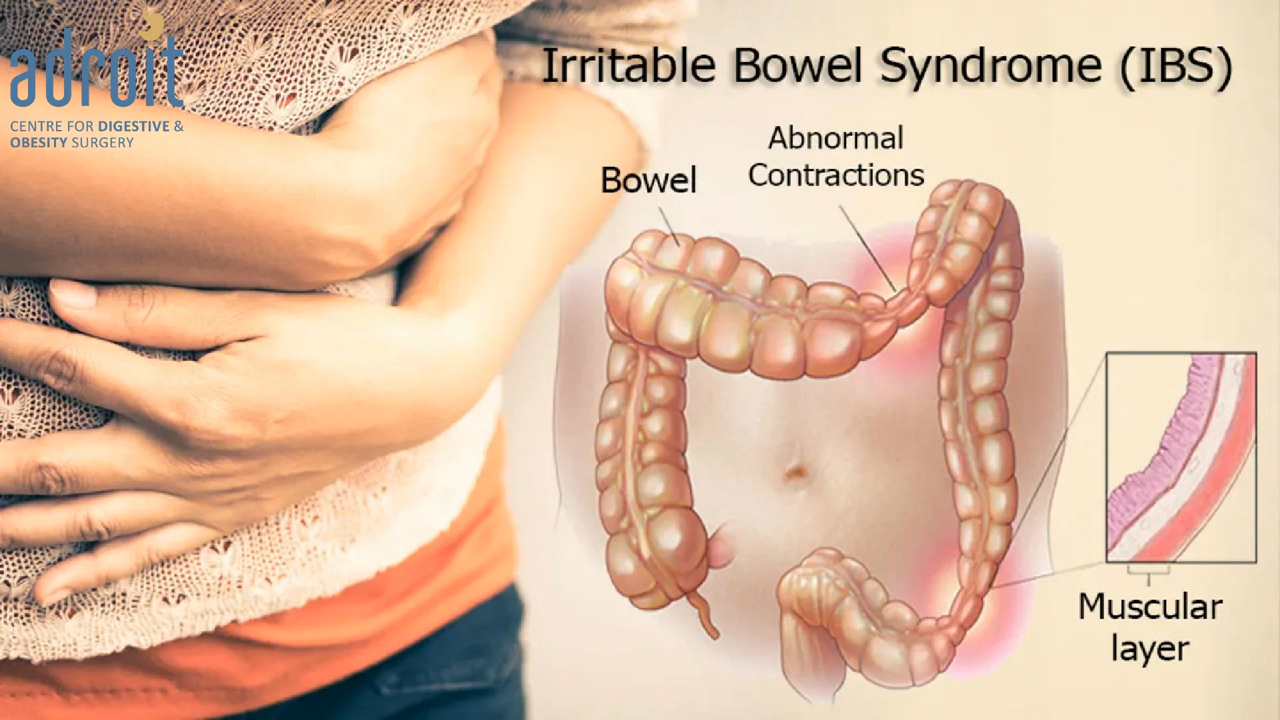 adroit
CENTRE FOR DIGESTIVE &
OBESITY SURGERY
Irritable Bowel Syndrome (IBS)
Abnormal
Contractions
Bowel
Muscular
layer